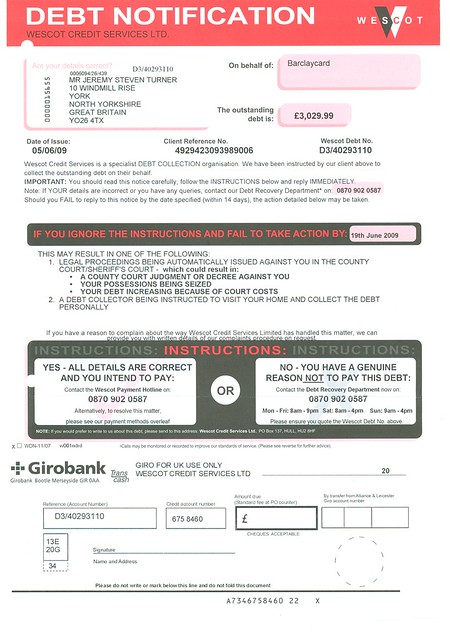 DEBT NOTIFICATION
WESCOT CREDIT SERVICES LTD.
WESCOT
Are your details correct?
D3/40293110
0000094/26/439
0000015655
MR JEREMY STEVEN TURNER
10 WINDMILL RISE
YORK
NORTH YORKSHIRE
GREAT BRITAIN
YO26 4TX
On behalf of:
Barclaycard
The outstanding
debt is:
£3,029.99
Date of Issue:
05/06/09
Client Reference No.
4929423093989006
Wescot Debt No.
D3/40293110
Wescot Credit Services is a specialist DEBT COLLECTION organisation. We have been instructed by our client above to
collect the outstanding debt on their behalf.
IMPORTANT: You should read this notice carefully, follow the INSTRUCTIONS below and reply IMMEDIATELY.
Note: IF your details are incorrect or you have any queries, contact our Debt Recovery Department* on: 0870 902 0587
Should you FAIL to reply to this notice by the date specified (within 14 days), the action detailed below may be taken.
IF YOU IGNORE THE INSTRUCTIONS AND FAIL TO TAKE ACTION BY: 19th June 2009
THIS MAY RESULT IN ONE OF THE FOLLOWING:
1. LEGAL PROCEEDINGS BEING AUTOMATICALLY ISSUED AGAINST YOU IN THE COUNTY
COURT/SHERIFF'S COURT - which could result in:
• A COUNTY COURT JUDGMENT OR DECREE AGAINST YOU
• YOUR POSSESSIONS BEING SEIZED
• YOUR DEBT INCREASING BECAUSE OF COURT COSTS
2. A DEBT COLLECTOR BEING INSTRUCTED TO VISIT YOUR HOME AND COLLECT THE DEBT
PERSONALLY
If you have a reason to complain about the way Wescot Credit Services Limited has handled this matter, we can
provide you with written details of our complaints procedure on request.
INSTRUCTIONS: INSTRUCTIONS: INSTRUCTIONS:
YES - ALL DETAILS ARE CORRECT
AND YOU INTEND TO PAY:
Contact the Wescot Payment Hotline on:
0870 902 0587
Alternatively, to resolve this matter,
please see our payment methods overleaf
OR
NO - YOU HAVE A GENUINE
REASON NOT TO PAY THIS DEBT:
Contact the Debt Recovery Department now on:
0870 902 0587
Mon - Fri: 8am - 9pm Sat: 8am - 4pm Sun: 9am - 4pm
Please ensure you quote the Wescot Debt No. above
NOTE: If you would prefer to write to us about this debt, please send to this address: Wescot Credit Services Ltd., PO BOX 137, HULL, HU2 8HF
X WON-11/07 w001ndrd
*Calls may be monitored or recorded to improve our standards of service. (Please see reverse for further advice).
Girobank
Girobank Bootle Merseyside GIR 0AA
Trans
cash
GIRO FOR UK USE ONLY
WESCOT CREDIT SERVICES LTD
20
Reference (Account Number)
D3/40293110
Credit account number
675 8460
Amount due
(Standard fee at PO counter)
£
CHEQUES ACCEPTABLE
By transfer from Alliance & Leicester
Giro account number
13E
20G
34
Signature
Name and Address
Please do not write or mark below this line and do not fold this document
A7346758460 22 X